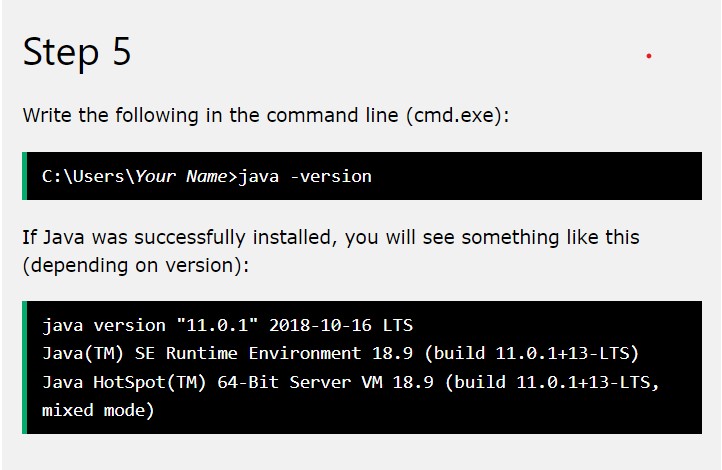 Step 5
Write the following in the command line (cmd.exe):
C:\Users\Your Name>java -version
If Java was successfully installed, you will see something like this
(depending on version):
java version "11.0.1" 2018-10-16 LTS
Java(TM) SE Runtime Environment 18.9 (build 11.0.1+13-LTS)
Java HotSpot(TM) 64-Bit Server VM 18.9 (build 11.0.1+13-LTS,
mixed mode)